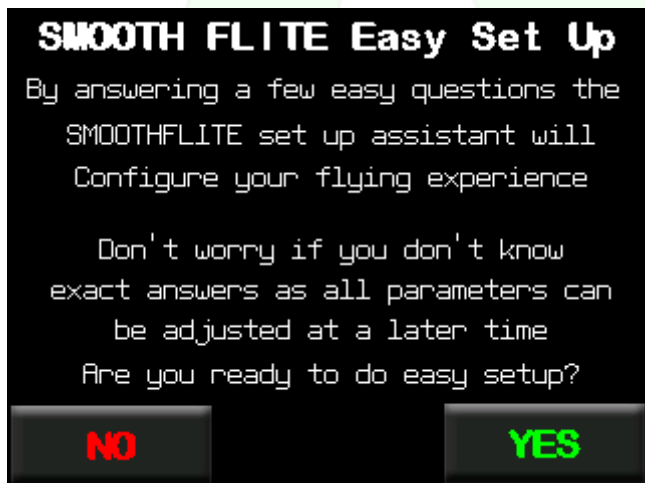 SMOOTH FLITE Easy Set Up
By answering a few easy questions the
SMOOTHFLITE set up assistant will
Configure your flying experience
Don't worry if you don't know
exact answers as all parameters can
be adjusted at a later time
Are you ready to do easy setup?
NO YES